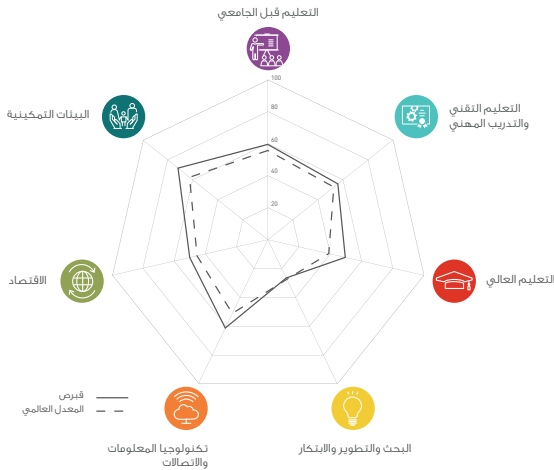 التعليم قبل الجامعي
100
80
60
40
20
التعليم التقني
والتدريب المهني
البيئات التمكينية
التعليم العالي
الاقتصاد
البحث والتطوير والابتكار
تكنولوجيا المعلومات
والاتصالات
قبرص
المعدل العالمي